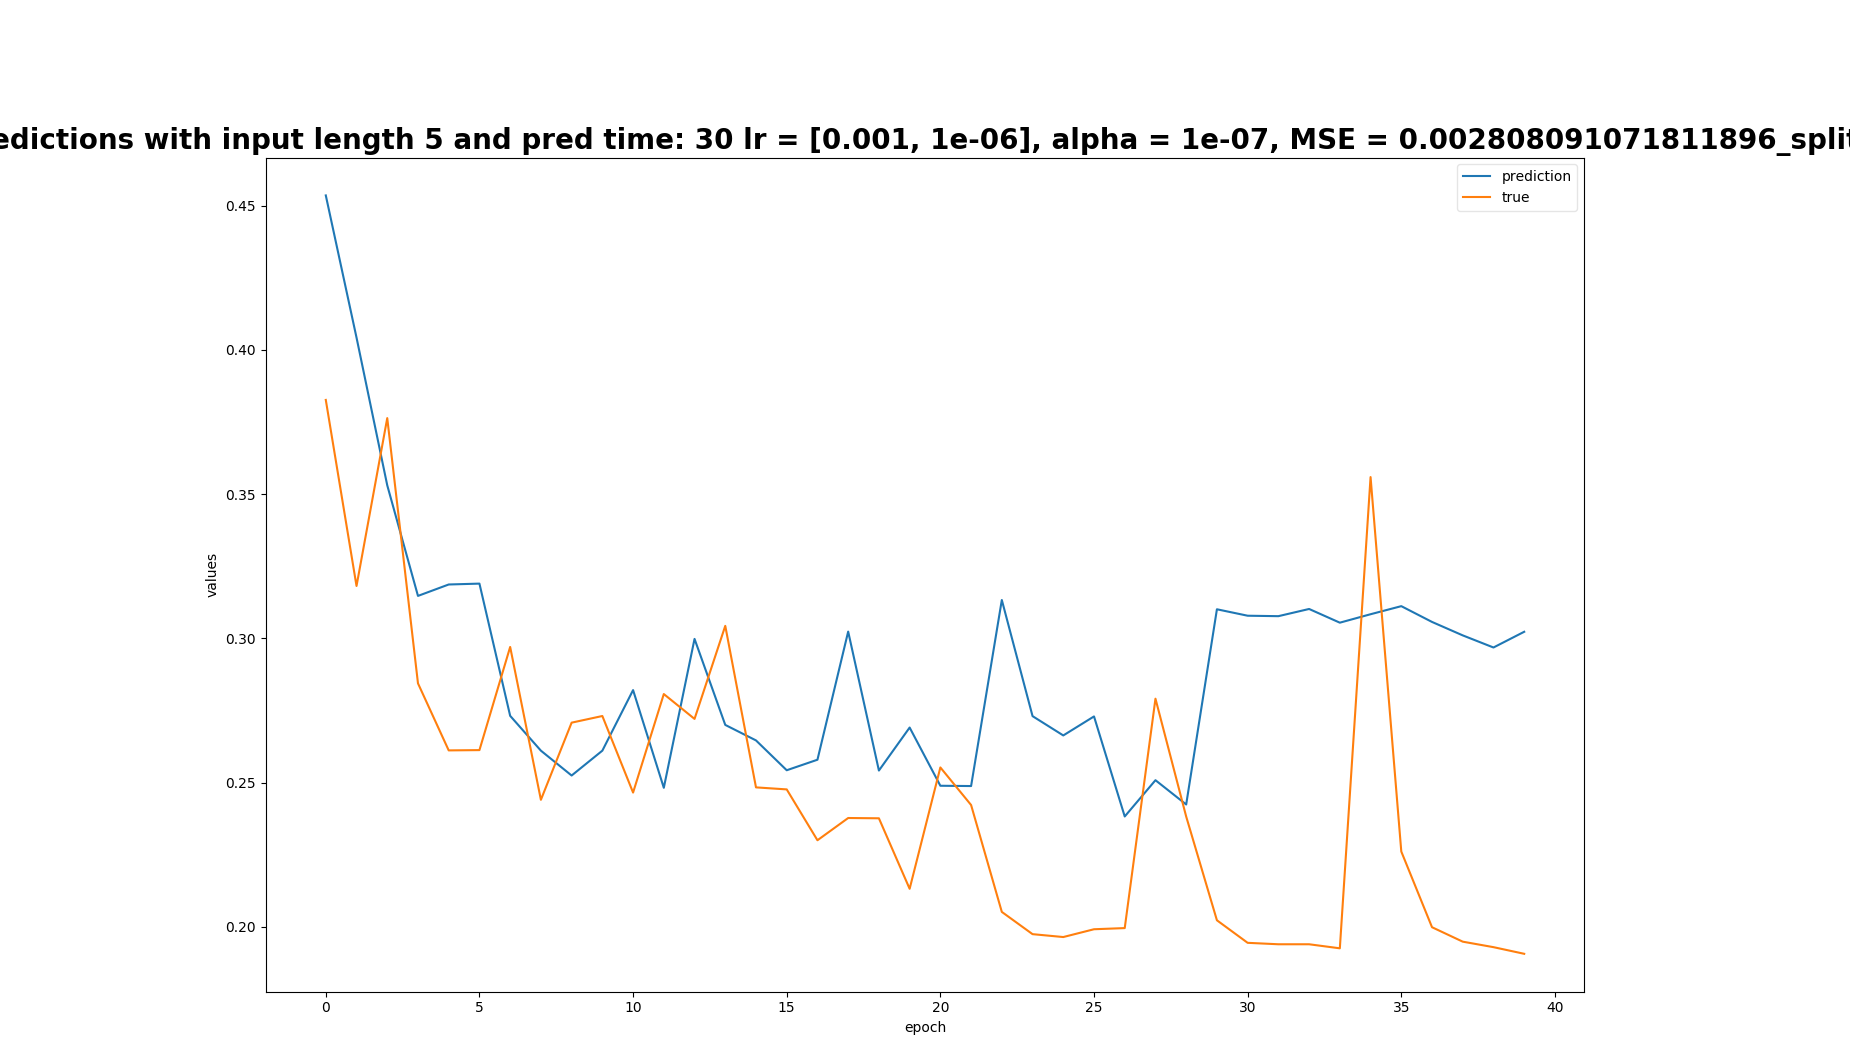 edictions with input length 5 and pred time: 30 lr = [0.001, 1e-06], alpha = 1e-07, MSE = 0.002808091071811896_split
prediction
true
0.45
0.40
0.35
0.30
0.25
0.20
values
0 5 10 15 20 25 30 35 40
epoch